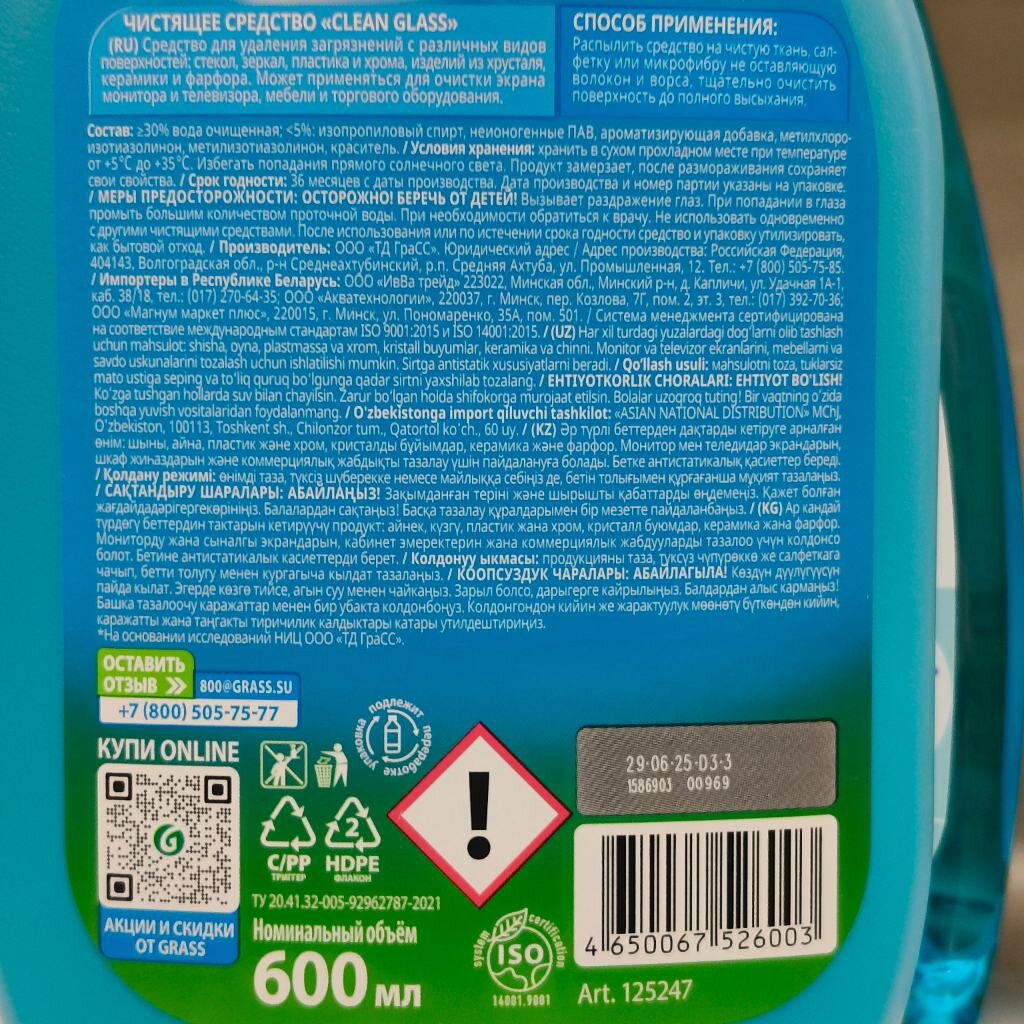 ЧИСТЯЩЕЕ СРЕДСТВО «CLEAN GLASS»
(RU) Средство для удаления загрязнений с различных видов
поверхностей: стекол, зеркал, пластика и хрома, изделий из хрусталя,
керамики и фарфора. Может применяться для очистки экрана
монитора и телевизора, мебели и торгового оборудования.
СПОСОБ ПРИМЕНЕНИЯ:
Распылить средство на чистую ткань, сал-
фетку или микрофибру не оставляющую
волокон и ворса, тщательно очистить
поверхность до полного высыхания.
Состав: ≥30% вода очищенная; <5%: изопропиловый спирт, неионогенные ПАВ, ароматизирующая добавка, метилхлоро-
изотиазолинон, метилизотиазолинон, краситель. / Условия хранения: хранить в сухом прохладном месте при температуре
от +5°С до +35°С. Избегать попадания прямого солнечного света. Продукт замерзает, после размораживания сохраняет
свои свойства. / Срок годности: 36 месяцев с даты производства. Дата производства и номер партии указаны на упаковке.
/ МЕРЫ ПРЕДОСТОРОЖНОСТИ: ОСТОРОЖНО! БЕРЕЧЬ ОТ ДЕТЕЙ! Вызывает раздражение глаз. При попадании в глаза
промыть большим количеством проточной воды. При необходимости обратиться к врачу. Не использовать одновременно
с другими чистящими средствами. После использования или по истечении срока годности средство и упаковку утилизировать,
как бытовой отход. / Производитель: ООО «ТД ГраСС». Юридический адрес / Адрес производства: Российская Федерация,
404143, Волгоградская обл., р-н Среднеахтубинский, р.п. Средняя Ахтуба, ул. Промышленная, 12. Тел.: +7 (800) 505-75-85.
/ Импортеры в Республике Беларусь: ООО «ИвВа трейд» 223022, Минская обл., Минский р-н, д. Капличи, ул. Удачная 1А-1,
каб. 38/18, тел.: (017) 270-64-35; ООО «Акватехнологии», 220037, г. Минск, пер. Козлова, 7Г, пом. 2, эт. 3, тел.: (017) 392-70-36;
ООО «Магнум маркет плюс», 220015, г. Минск, ул. Пономаренко, 35А, пом. 501. / Система менеджмента сертифицирована
на соответствие международным стандартам ISO 9001:2015 и ISO 14001:2015. / (UZ) Har xil turdagi yuzalardagi dog'larni olib tashlash
uchun mahsulot: shisha, oyna, plastmassa va xrom, kristall buyumlar, keramika va chinni. Monitor va televizor ekranlarini, mebellarni va
savdo uskunalarini tozalash uchun ishlatilishi mumkin. Sirtga antistatik xususiyatlarni beradi. / Qo'llash usuli: mahsulotni toza, tuklarsiz
mato ustiga seping va to'liq quruq bo'lgunga qadar sirtni yaxshilab tozalang. / EHTIYOTKORLIK CHORALARI: EHTIYOT BO'LISH!
Ko'zga tushgan hollarda suv bilan chayilsin. Zarur bo'lgan holda shifokorga murojaat etilsin. Bolalar uzoqroq tuting! Bir vaqtning o'zida
boshqa yuvish vositalaridan foydalanmang. / O'zbekistonga import qiluvchi tashkilot: «ASIAN NATIONAL DISTRIBUTION» MChJ,
O'zbekiston, 100113, Toshkent sh., Chilonzor tum., Qatortol ko'ch., 60 uy. / (KZ) Әр түрлі беттерден дақтарды кетіруге арналған
өнім: шыны, айна, пластик және хром, кристалды бұйымдар, керамика және фарфор. Монитор мен теледидар экрандарын,
шкаф жиһаздарын және коммерциялық жабдықты тазалау үшін пайдалануға болады. Бетке антистатикалық қасиеттер береді.
/ Қолдану режимі: өнімді таза, түксіз шүберекке немесе майлыққа себіңіз де, бетін толығымен құрғағанша мұқият тазалаңыз.
/ САҚТАНДЫРУ ШАРАЛАРЫ: АБАЙЛАҢЫЗ! Зақымданған теріні және шырышты қабаттарды өңдемеңіз. Қажет болған
жағдайдадәрігергекөрініңіз. Балалардан сақтаңыз! Басқа тазалау құралдарымен бір мезетте пайдаланбаңыз. / (KG) Ар кандай
түрдөгү беттердин тактарын кетирүүчү продукт: айнек, күзгү, пластик жана хром, кристалл буюмдар, керамика жана фарфор.
Мониторду жана сыналгы экрандарын, кабинет эмеректерин жана коммерциялык жабдууларды тазалоо үчүн колдонсо
болот. Бетине антистатикалык касиеттерди берет. / Колдонуу ыкмасы: продукцияны таза, түксүз чүпүрөккө же салфеткага
чачып, бетти толугу менен кургагыча кылдат тазалаңыз. / КООПСУЗДУК ЧАРАЛАРЫ: АБАЙЛАГЫЛА! Көздүн дүүлүгүүсүн
пайда кылат. Эгерде көзгө тийсе, агын суу менен чайкаңыз. Зарыл болсо, дарыгерге кайрылыңыз. Балдардан алыс кармаңыз!
Башка тазалоочу каражаттар менен бир убакта колдонбоңуз. Колдонгондон кийин же жарактуулук мөөнөтү бүткөндөн кийин,
каражатты жана таңгакты тиричилик калдыктары катары утилдештириңиз.
*На основании исследований НИЦ ООО «ТД ГраСС».
ОСТАВИТЬ
ОТЗЫВ
800@GRASS.SU
+7 (800) 505-75-77
КУПИ ONLINE
упаковка подлежит переработке
29·06·25·D3·3
1586903 00969
C/PP
ТРИГГЕР
2
HDPE
ФЛАКОН
ТУ 20.41.32-005-92962787-2021
АКЦИИ И СКИДКИ
ОТ GRASS
Номинальный объём
600 мл
system certification
UK
ISO
14001.9001
4 650067 526003
Art. 125247